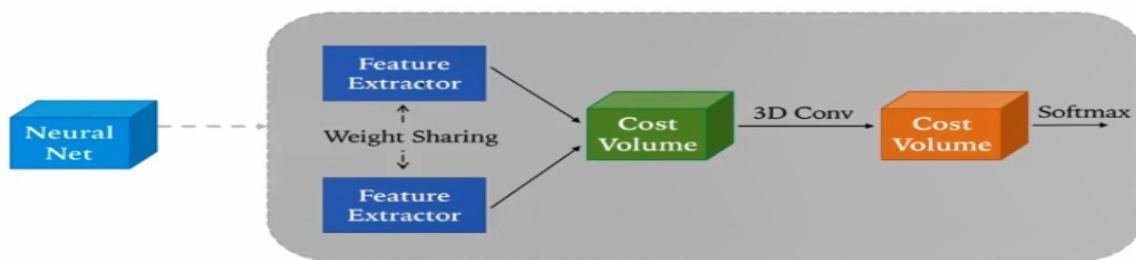 Neural
Net
Feature
Extractor
Weight Sharing
Feature
Extractor
Cost
Volume
3D Conv
Cost
Volume
Softmax